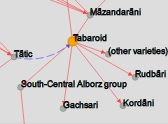 Māzandarāni
Tabaroid
Tātic
(other varieties)
Rudbāri
South-Central Alborz group
Gachsari
Kordāni